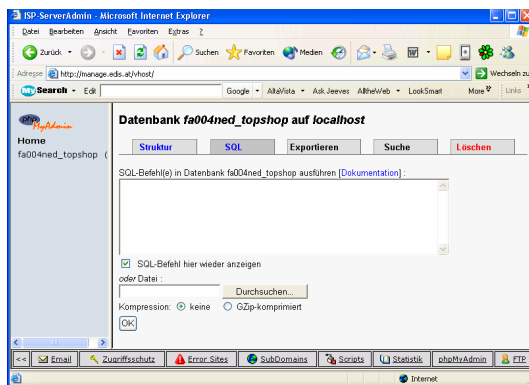 ISP-ServerAdmin - Microsoft Internet Explorer
Datei Bearbeiten Ansicht Favoriten Extras ?
Zurück Suchen Favoriten Medien
Adresse http://manage.edis.at/vhost/ Wechseln zu
my Search Edit Google AltaVista Ask Jeeves AlltheWeb LookSmart More Links
php MyAdmin
Home
fa004ned_topshop (
Datenbank fa004ned_topshop auf localhost
Struktur SQL Exportieren Suche Löschen
SQL-Befehl(e) in Datenbank fa004ned_topshop ausführen [Dokumentation] :
SQL-Befehl hier wieder anzeigen
oder Datei :
Durchsuchen...
Kompression: keine GZip-komprimiert
OK
<< Email Zugriffsschutz Error Sites SubDomains Scripts Statistik phpMyAdmin FTP
Internet